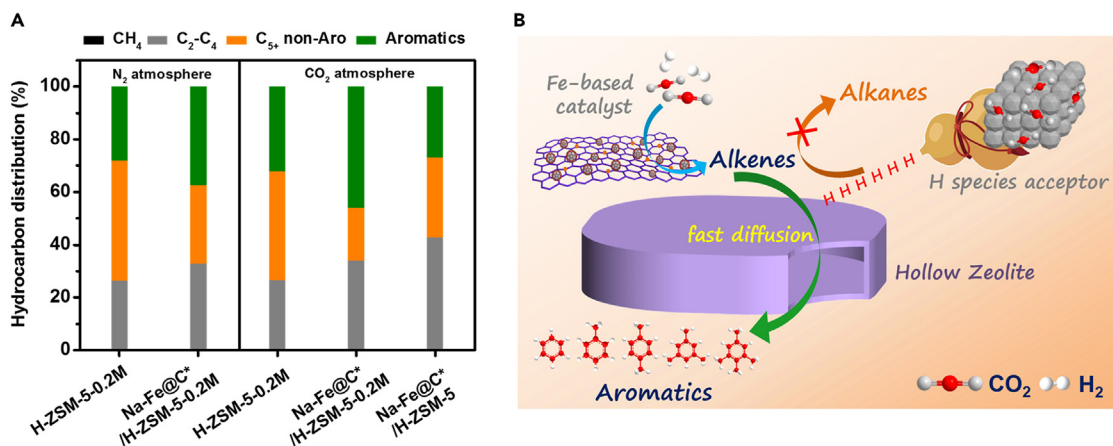 A
CH4 C2-C4 C5+ non-Aro Aromatics
N2 atmosphere CO2 atmosphere
Hydrocarbon distribution (%)
100
80
60
40
20
0
H-ZSM-5-0.2M
Na-Fe@C*
/H-ZSM-5-0.2M
H-ZSM-5-0.2M
Na-Fe@C*
/H-ZSM-5-0.2M
Na-Fe@C*
/H-ZSM-5
B
Fe-based
catalyst
Alkanes
Alkenes
H H H H H H
H species acceptor
fast diffusion
Hollow Zeolite
Aromatics
CO2 H2